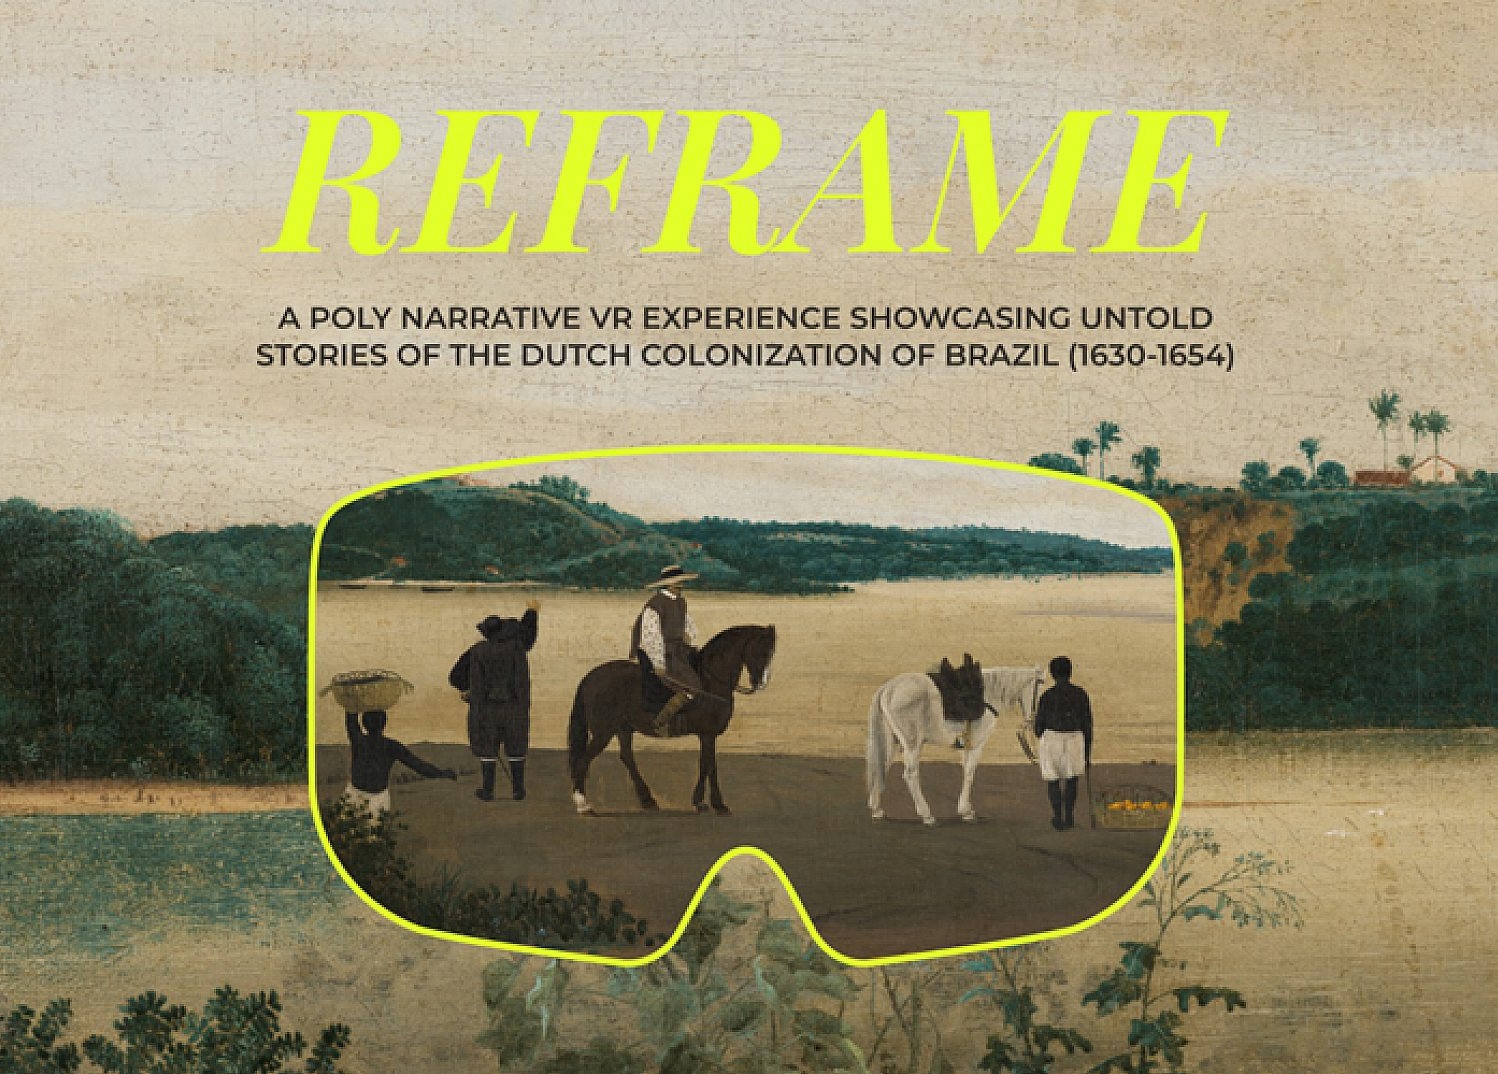 REFRAME
A POLY NARRATIVE VR EXPERIENCE SHOWCASING UNTOLD
STORIES OF THE DUTCH COLONIZATION OF BRAZIL (1630-1654)